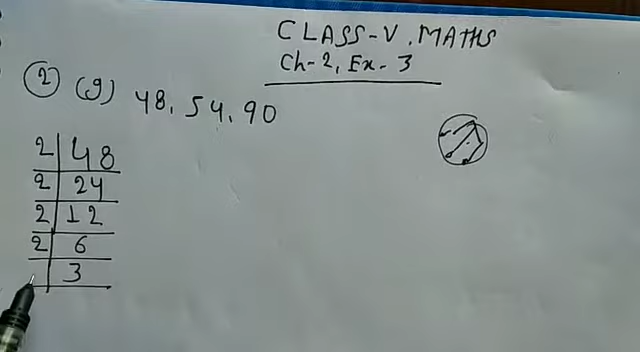 CLASS-V. MATHS
Ch-2, Ex-3
② (g) 48, 54, 90
2 | 48
2 | 24
2 | 12
2 | 6
| 3